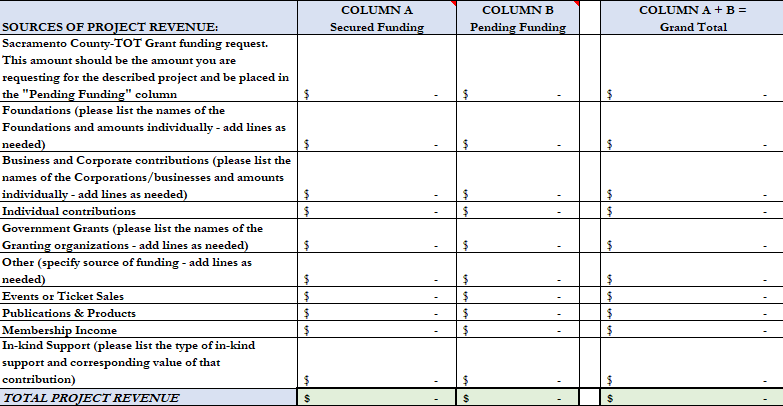 COLUMN A COLUMN B COLUMN A + B =
SOURCES OF PROJECT REVENUE: Secured Funding Pending Funding Grand Total
Sacramento County-TOT Grant funding request.
This amount should be the amount you are
requesting for the described project and be placed in
the "Pending Funding" column $ - $ - $ -
Foundations (please list the names of the
Foundations and amounts individually - add lines as
needed) $ - $ - $ -
Business and Corporate contributions (please list the
names of the Corporations/businesses and amounts
individually - add lines as needed) $ - $ - $ -
Individual contributions $ - $ - $ -
Government Grants (please list the names of the
Granting organizations - add lines as needed) $ - $ - $ -
Other (specify source of funding - add lines as
needed) $ - $ - $ -
Events or Ticket Sales $ - $ - $ -
Publications & Products $ - $ - $ -
Membership Income $ - $ - $ -
In-kind Support (please list the type of in-kind
support and corresponding value of that
contribution) $ - $ - $ -
TOTAL PROJECT REVENUE $ - $ - $ -